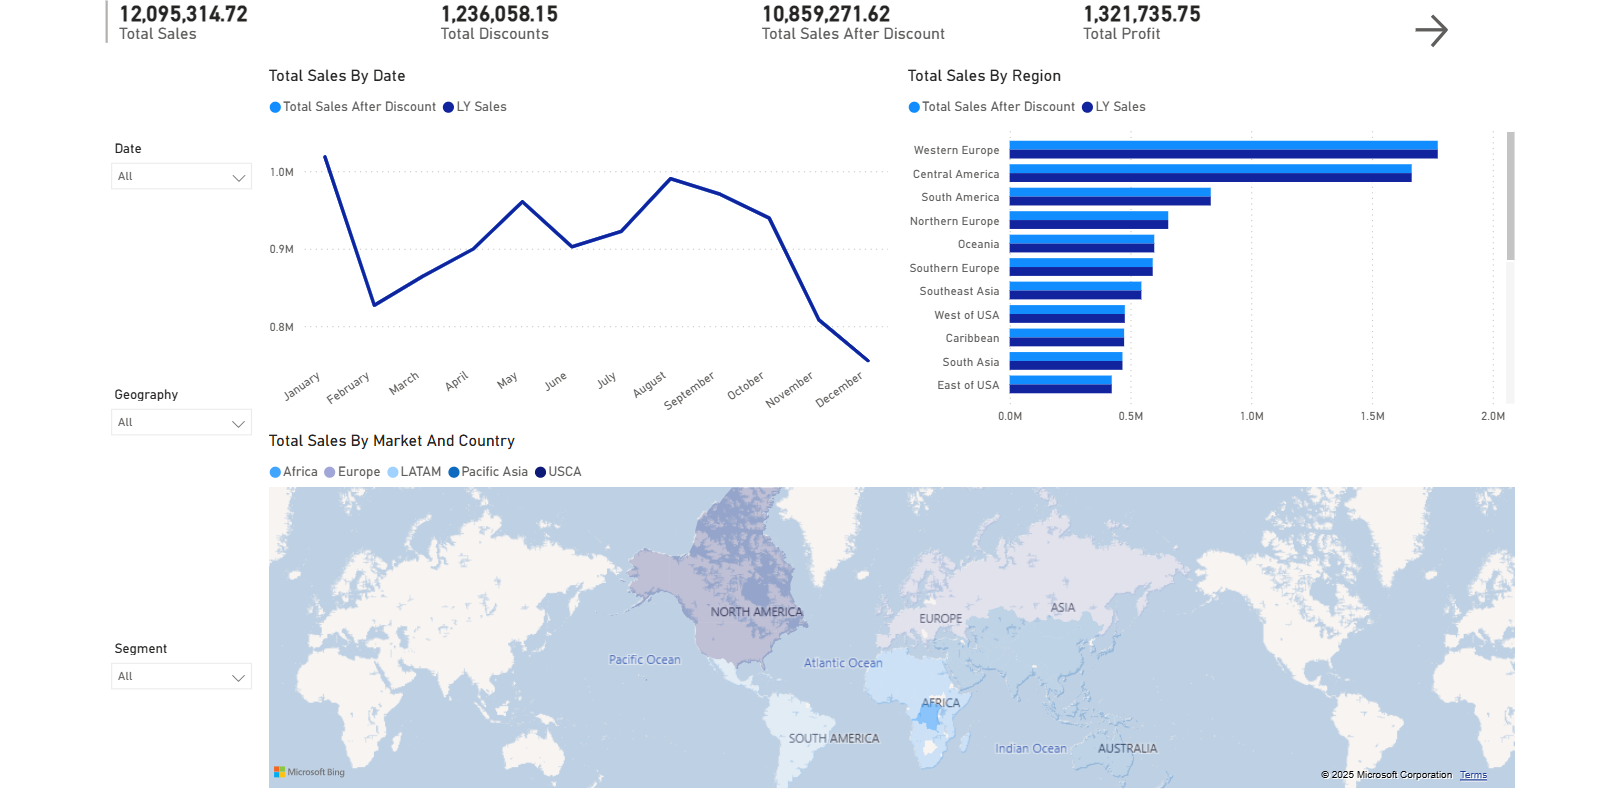 12,095,314.72
Total Sales
1,236,058.15
Total Discounts
10,859,271.62
Total Sales After Discount
1,321,735.75
Total Profit
Date
All
Geography
All
Segment
All
Total Sales By Date
Total Sales After Discount LY Sales
1.0M
0.9M
0.8M
January
February
March
April
May
June
July
August
September
October
November
December
Total Sales By Region
Total Sales After Discount LY Sales
Western Europe
Central America
South America
Northern Europe
Oceania
Southern Europe
Southeast Asia
West of USA
Caribbean
South Asia
East of USA
0.0M 0.5M 1.0M 1.5M 2.0M
Total Sales By Market And Country
Africa Europe LATAM Pacific Asia USCA
NORTH AMERICA
EUROPE
ASIA
Pacific Ocean
Atlantic Ocean
AFRICA
SOUTH AMERICA
Indian Ocean
AUSTRALIA
Microsoft Bing
© 2025 Microsoft Corporation Terms